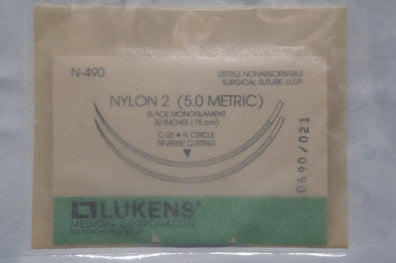 N-490
STERILE NONABSORBABLE
SURGICAL SUTURE, U.S.P.
NYLON 2 (5.0 METRIC)
BLACK MONOFILAMENT
30 INCHES (75 cm)
C-25 • ⅜ CIRCLE
REVERSE CUTTING
0690/021
LUKENS
MEDICAL CORPORATION